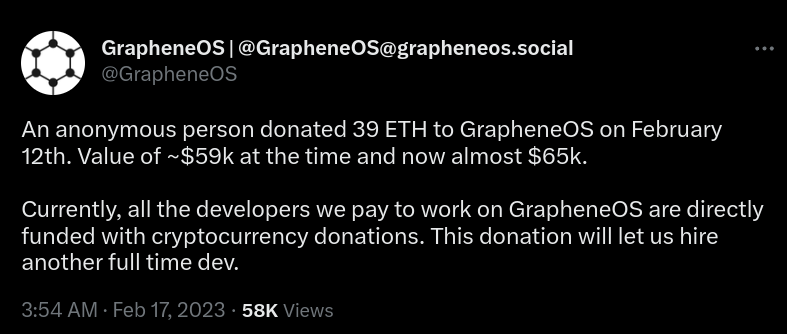 GrapheneOS | @GrapheneOS@grapheneos.social
@GrapheneOS
An anonymous person donated 39 ETH to GrapheneOS on February
12th. Value of ~$59k at the time and now almost $65k.
Currently, all the developers we pay to work on GrapheneOS are directly
funded with cryptocurrency donations. This donation will let us hire
another full time dev.
3:54 AM · Feb 17, 2023 · 58K Views